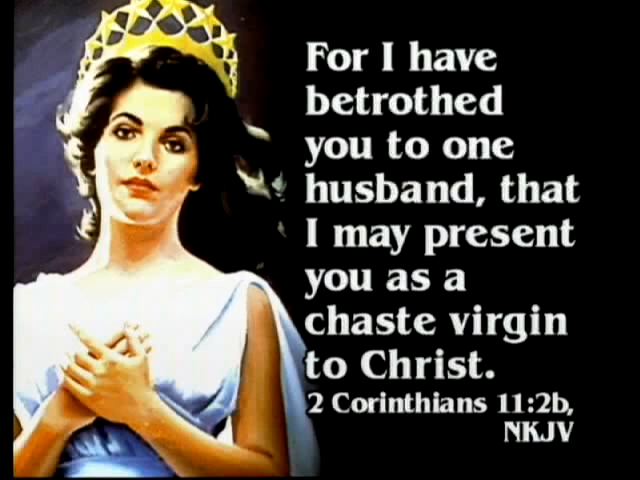 For I have
betrothed
you to one
husband, that
I may present
you as a
chaste virgin
to Christ.
2 Corinthians 11:2b,
NKJV